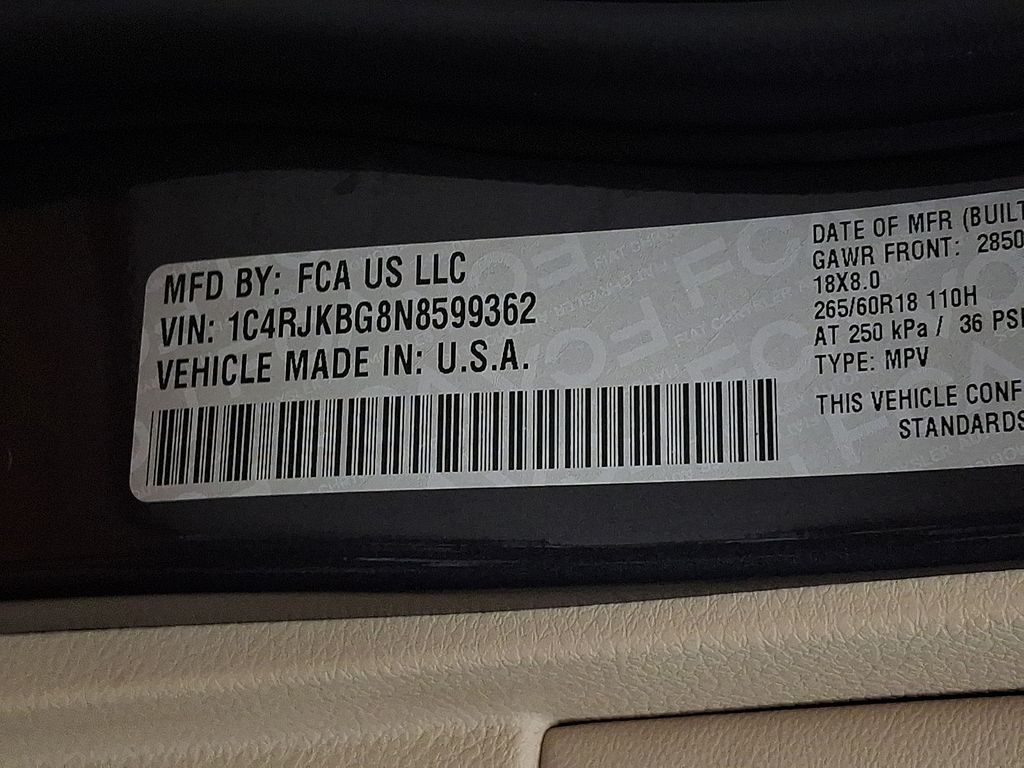 MFD BY: FCA US LLC
VIN: 1C4RJKBG8N8599362
VEHICLE MADE IN: U.S.A.
DATE OF MFR (BUILT
GAWR FRONT: 2850
18X8.0
265/60R18 110H
AT 250 kPa / 36 PSI
TYPE: MPV
THIS VEHICLE CONF
STANDARDS